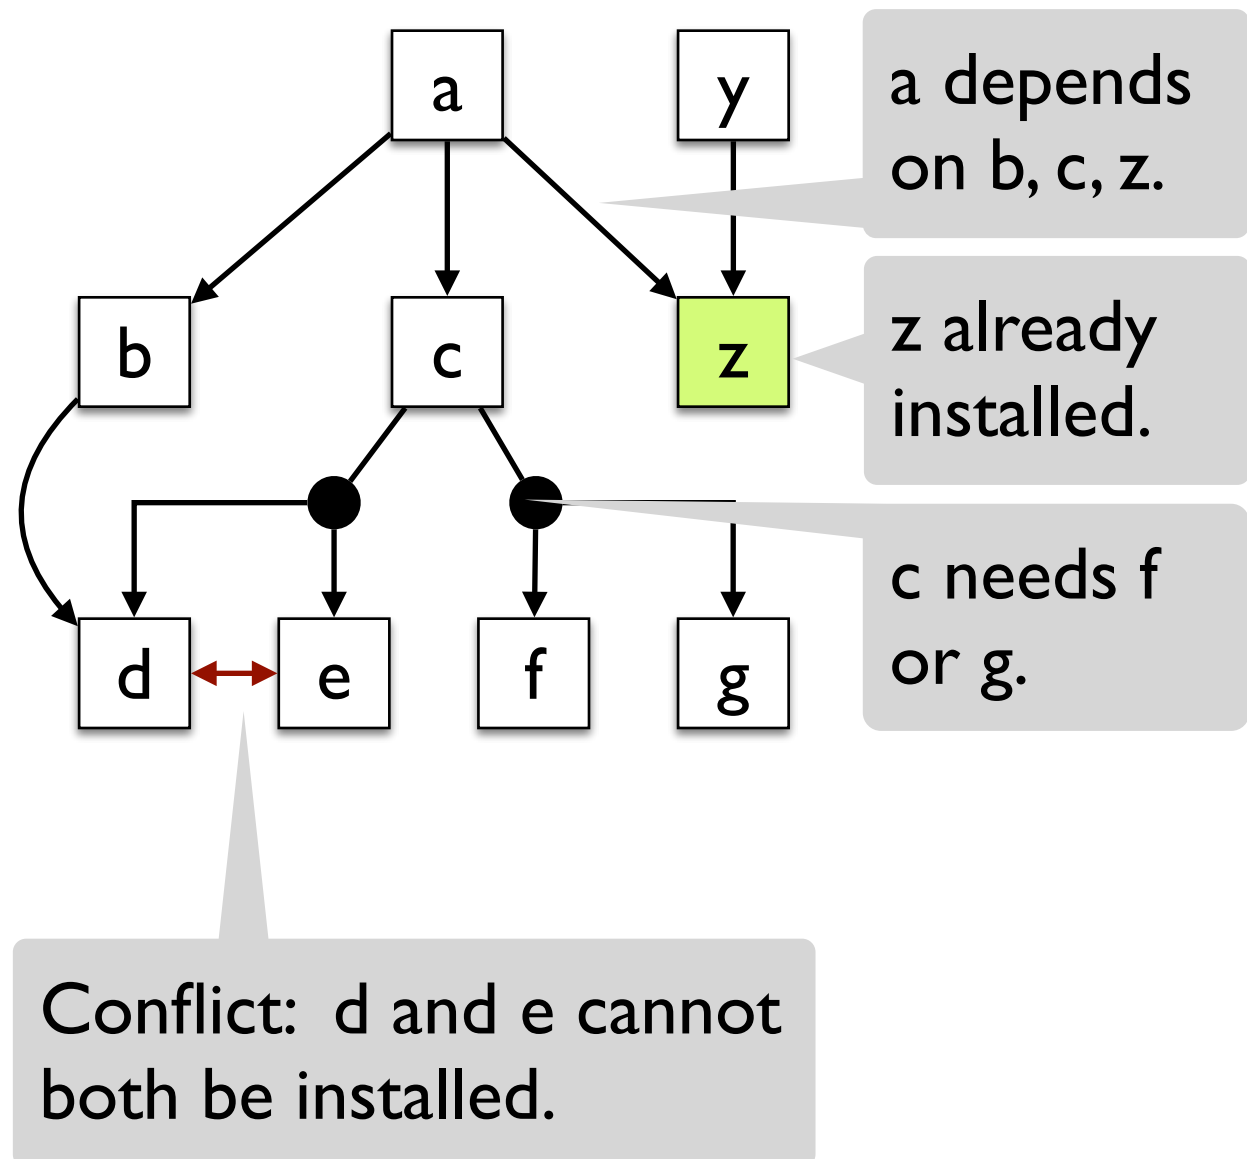 a
y
a depends
on b, c, z.
b
c
z
z already
installed.
c needs f
or g.
d
e
f
g
Conflict:  d and e cannot
both be installed.